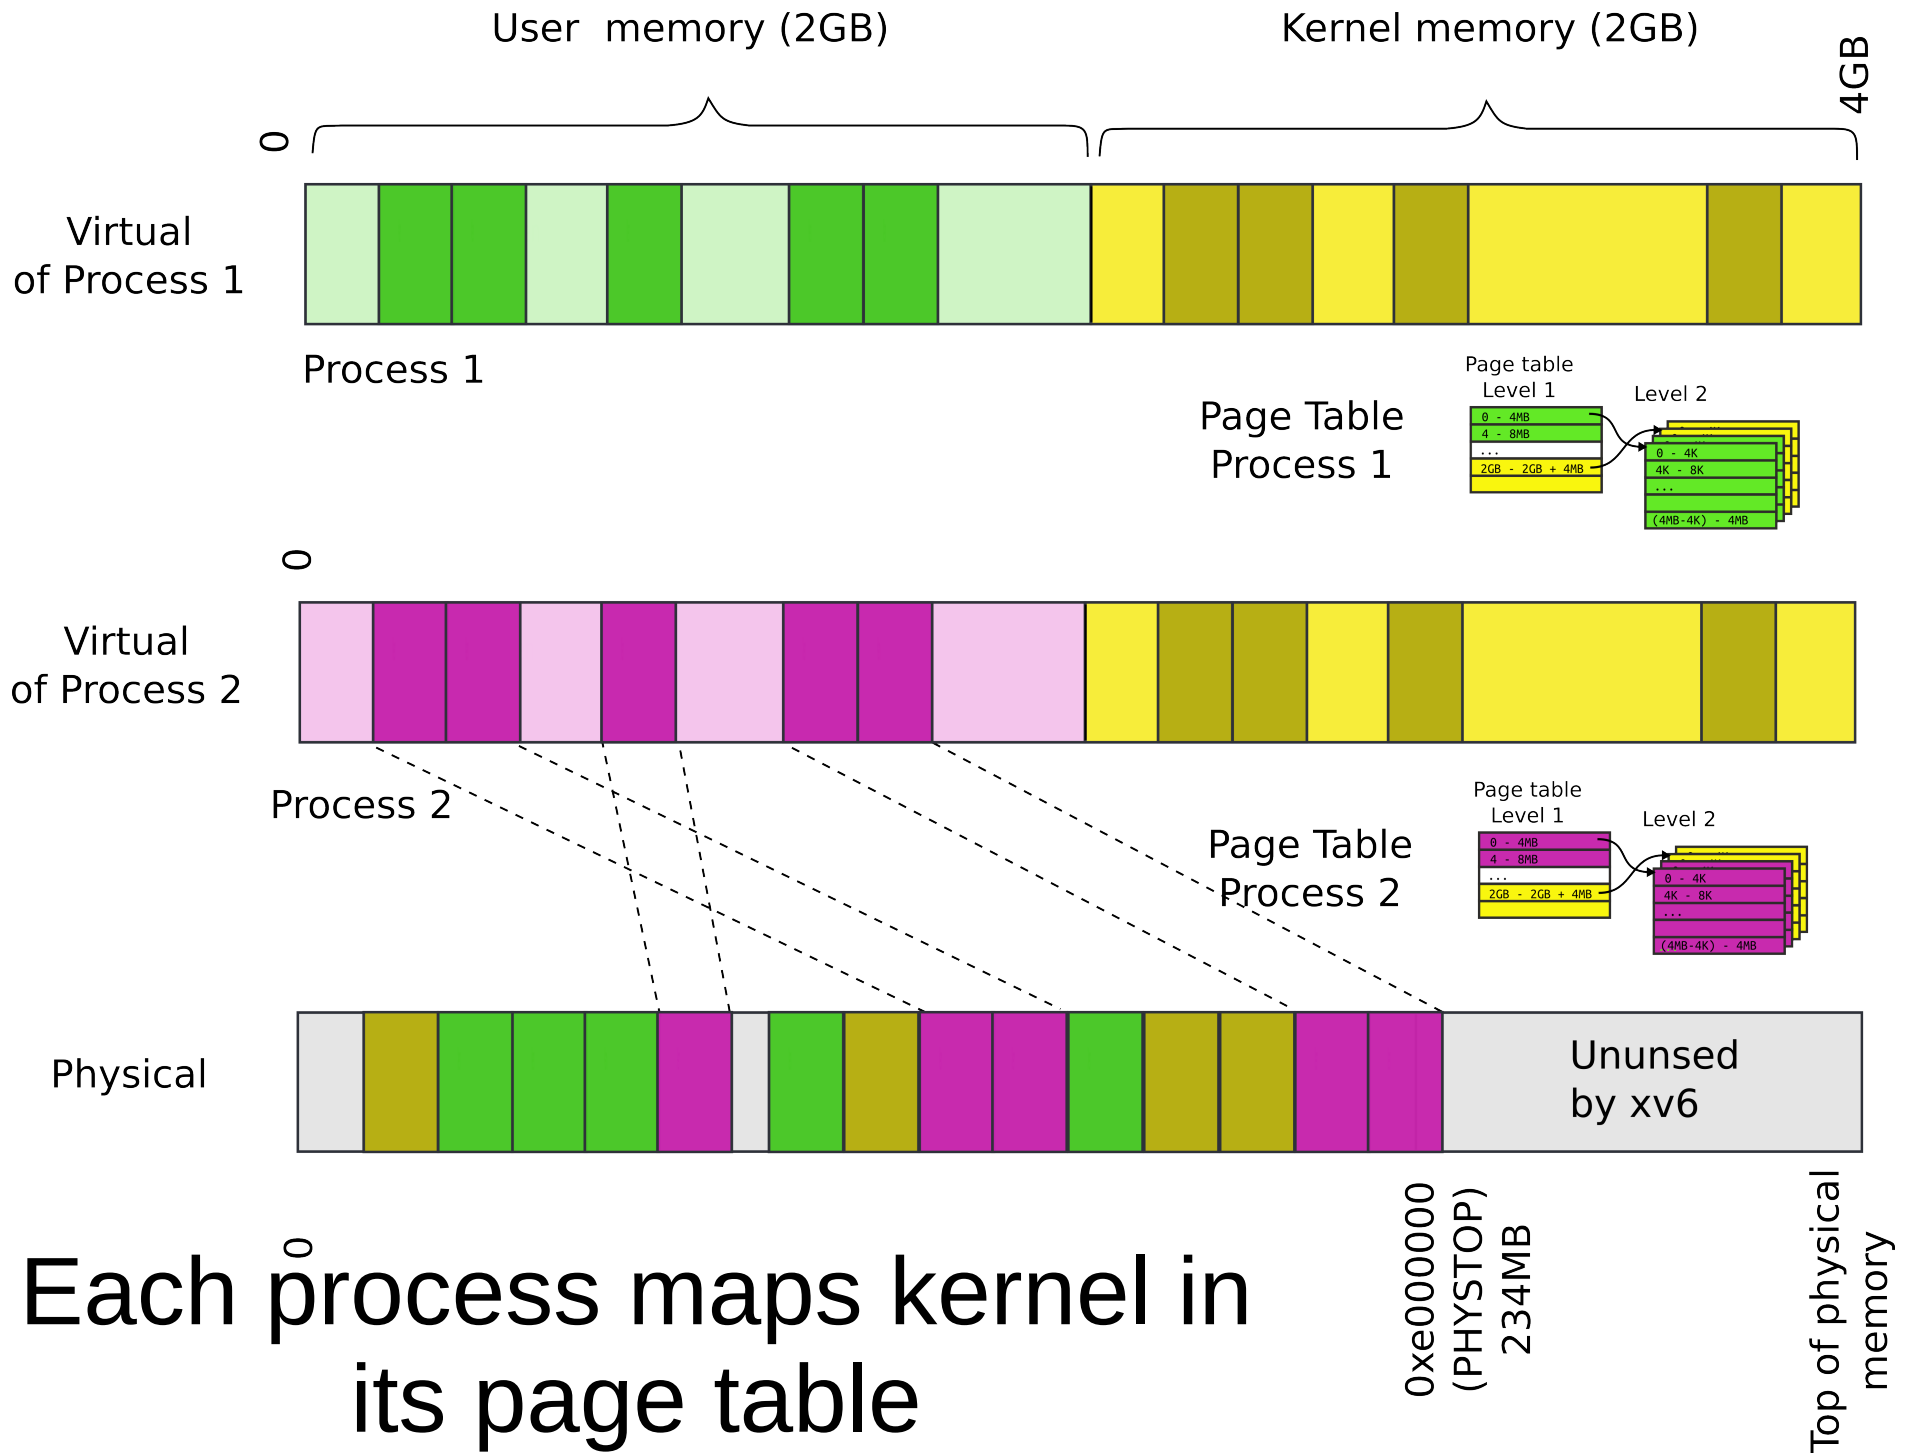 User  memory (2GB)
Kernel memory (2GB)
4GB
0
Virtual
of Process 1
Process 1
Page Table
Process 1
Page table
Level 1
0 - 4MB
4 - 8MB
...
2GB - 2GB + 4MB
Level 2
0 - 4K
4K - 8K
...
(4MB-4K) - 4MB
0
Virtual
of Process 2
Process 2
Page Table
Process 2
Page table
Level 1
0 - 4MB
4 - 8MB
...
2GB - 2GB + 4MB
Level 2
0 - 4K
4K - 8K
...
(4MB-4K) - 4MB
Physical
Ununsed
by xv6
0
0xe000000
(PHYSTOP)
234MB
Top of physical
memory
Each process maps kernel in
its page table